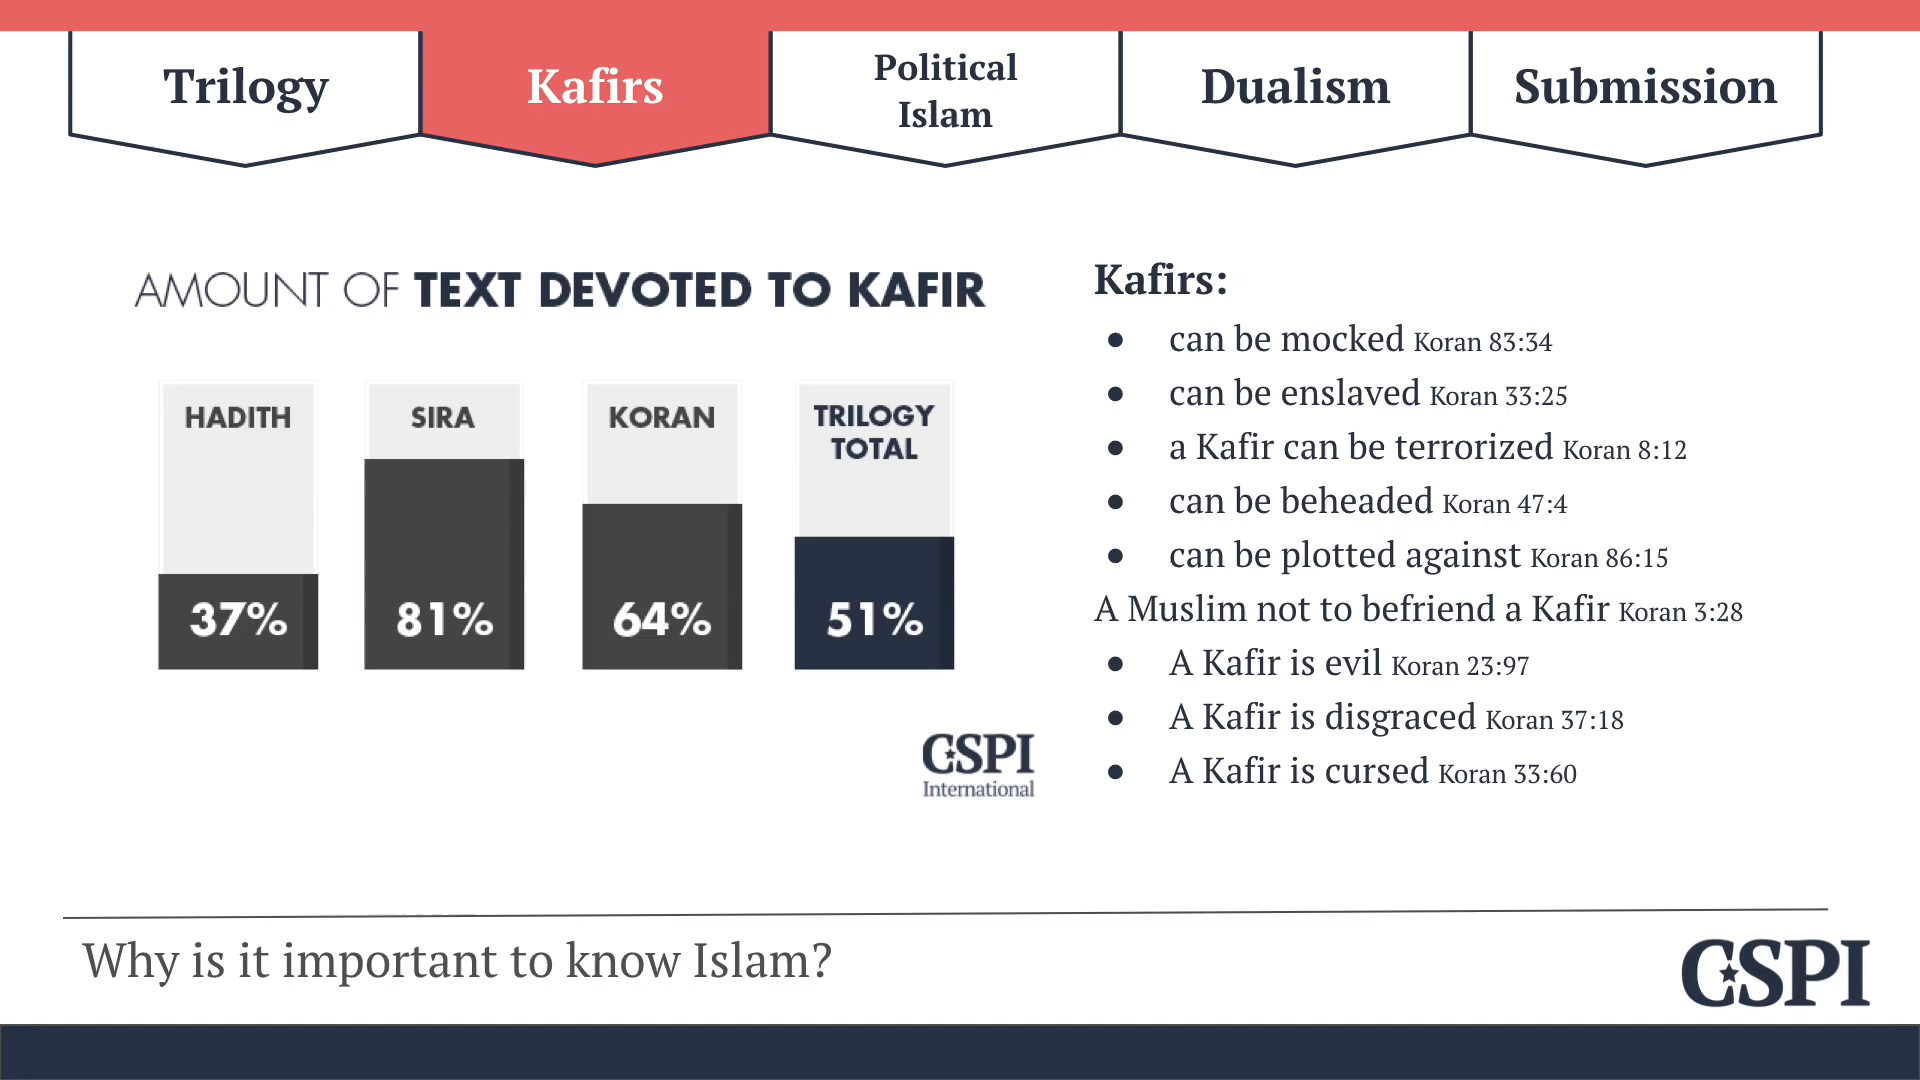 Trilogy
Kafirs
Political
Islam
Dualism
Submission
AMOUNT OF TEXT DEVOTED TO KAFIR
HADITH
37%
SIRA
81%
KORAN
64%
TRILOGY
TOTAL
51%
CSPI
International
Kafirs:
● can be mocked Koran 83:34
● can be enslaved Koran 33:25
● a Kafir can be terrorized Koran 8:12
● can be beheaded Koran 47:4
● can be plotted against Koran 86:15
A Muslim not to befriend a Kafir Koran 3:28
● A Kafir is evil Koran 23:97
● A Kafir is disgraced Koran 37:18
● A Kafir is cursed Koran 33:60
Why is it important to know Islam?
CSPI